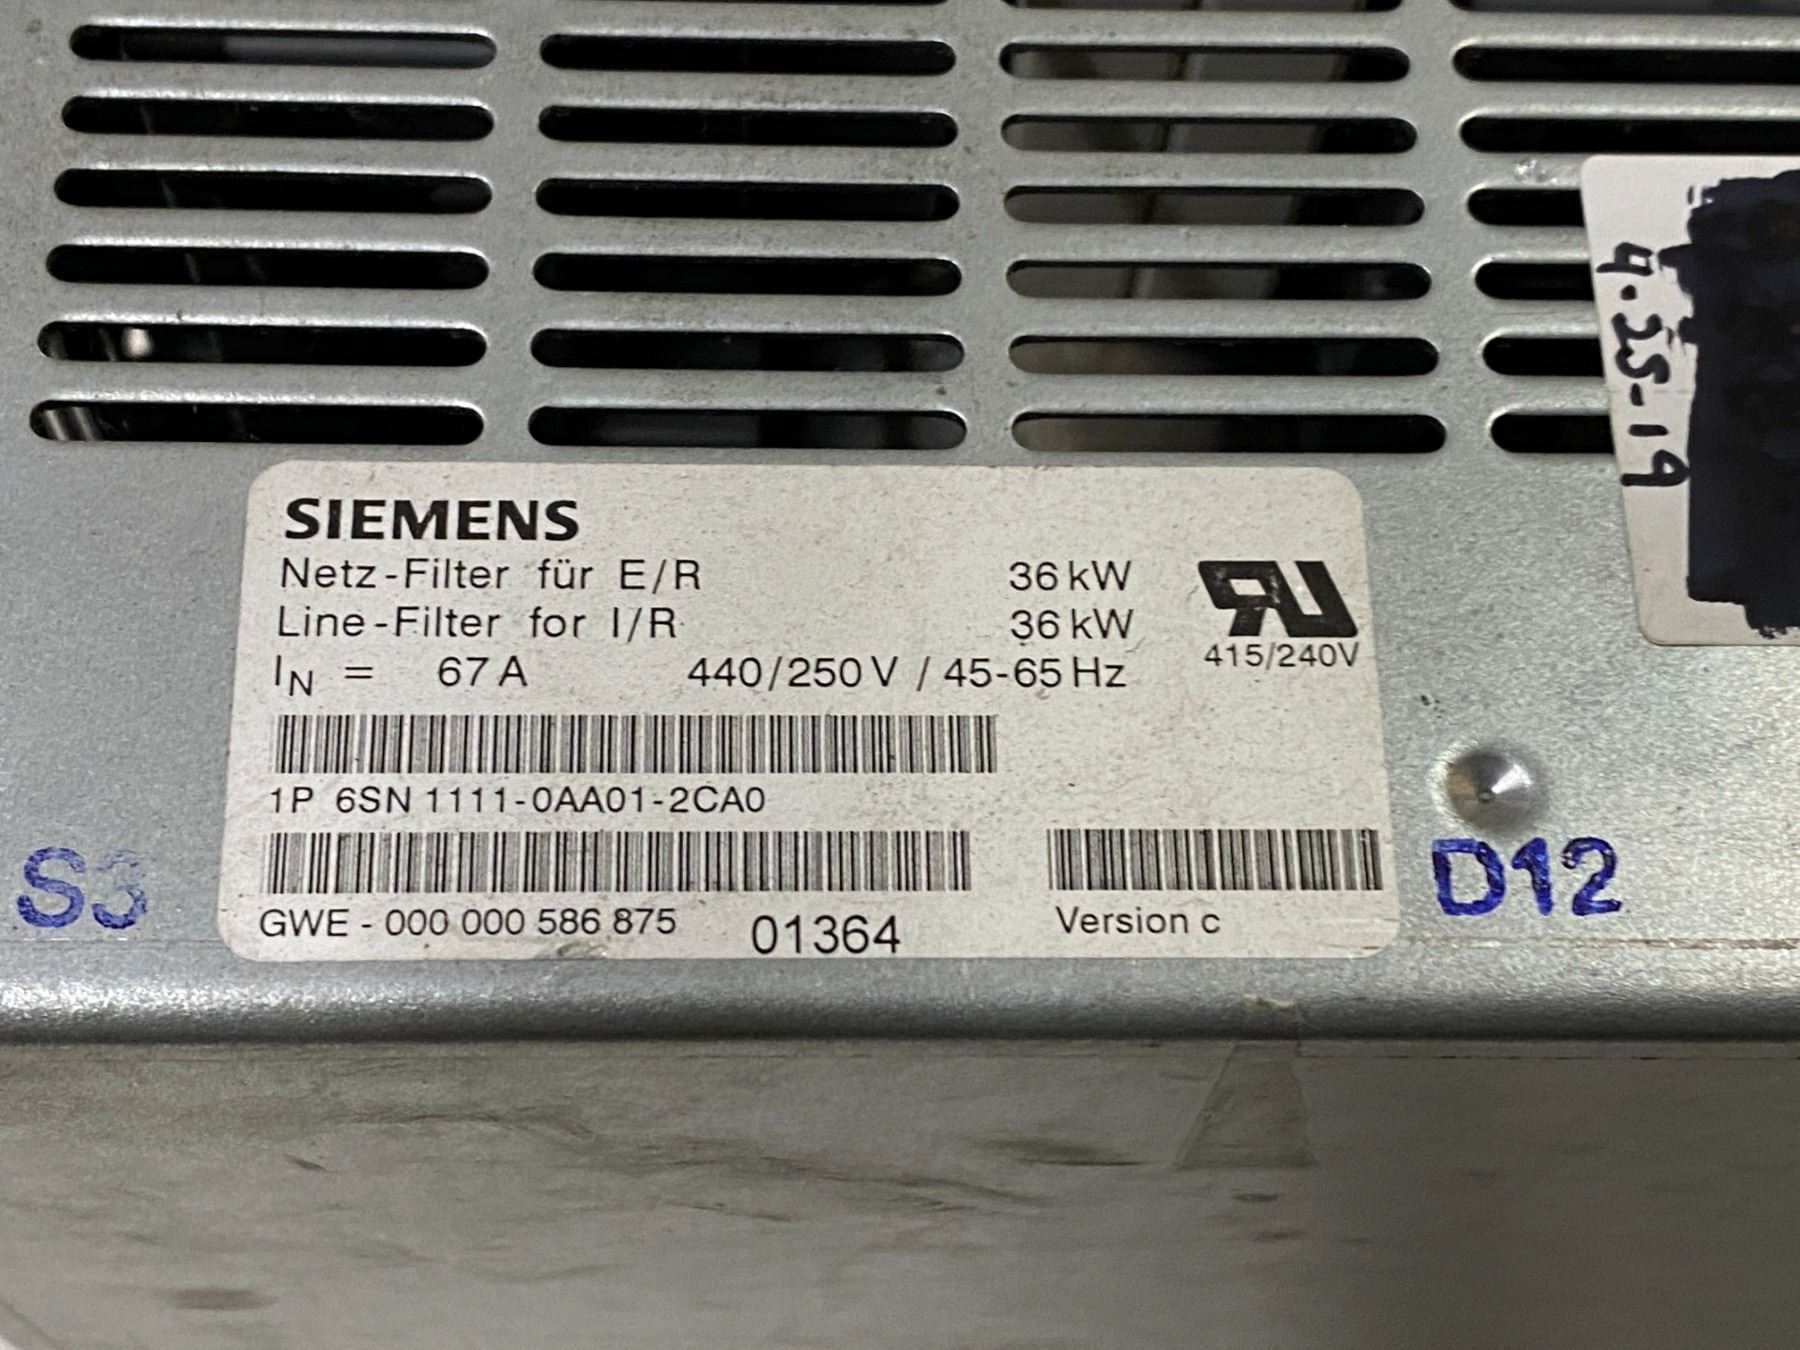 SIEMENS
Netz-Filter für E/R 36 kW
Line-Filter for I/R 36 kW
IN = 67 A 440/250 V / 45-65 Hz
415/240V
1P 6SN 1111-0AA01-2CA0
GWE - 000 000 586 875 01364 Version c
S3
D12
4.25-19